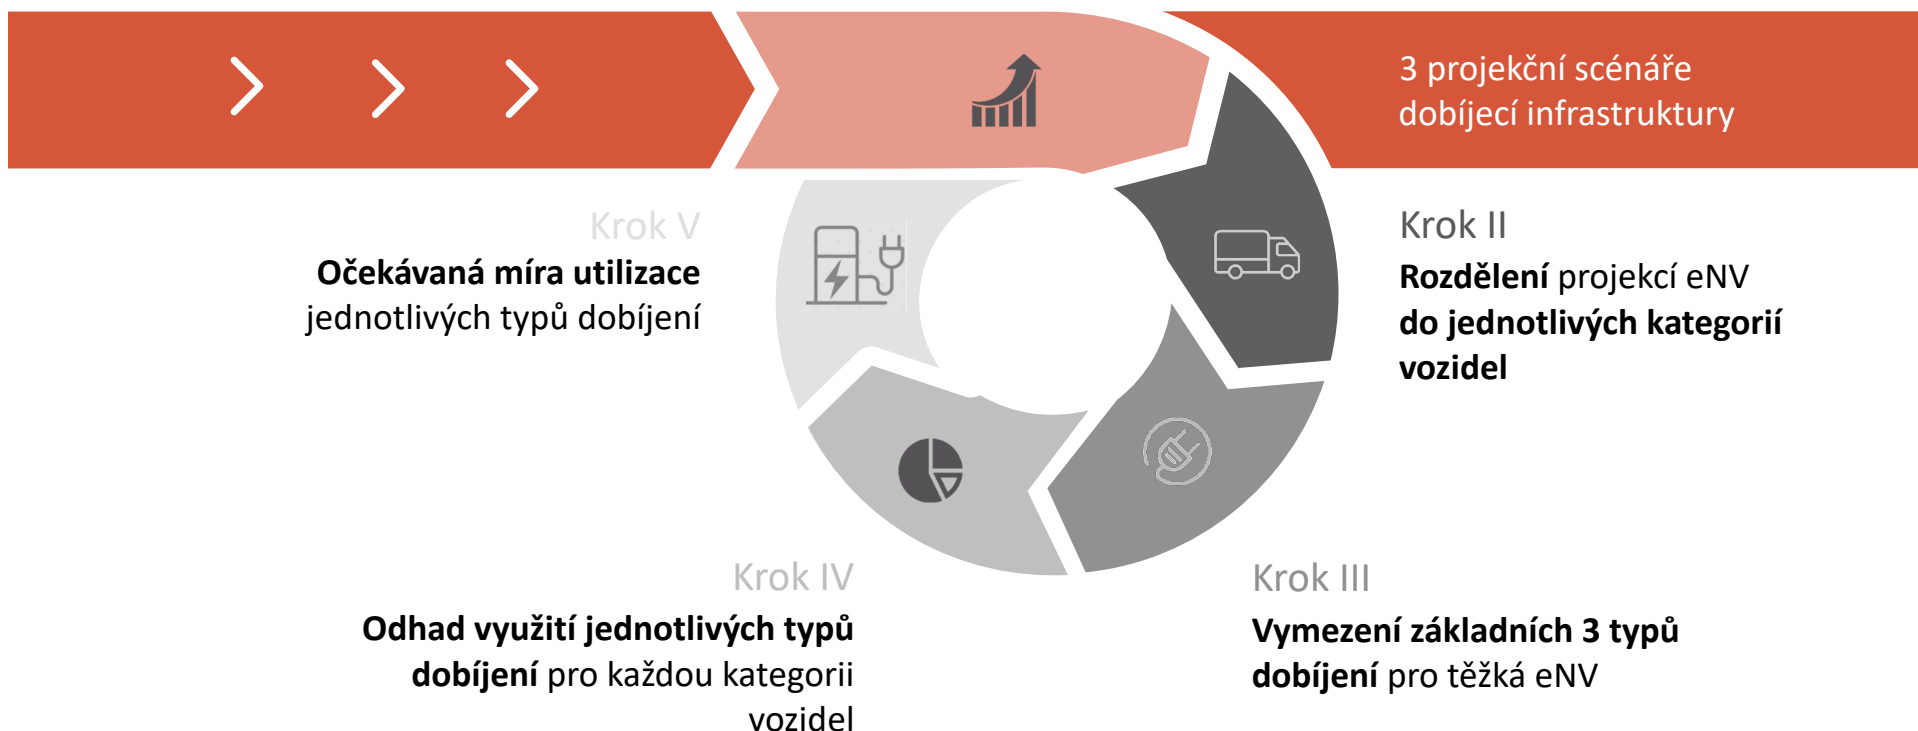 3 projekční scénáře
dobíjecí infrastruktury
Krok II
Rozdělení projekcí eNV
do jednotlivých kategorií
vozidel
Krok III
Vymezení základních 3 typů
dobíjení pro těžká eNV
Krok IV
Odhad využití jednotlivých typů
dobíjení pro každou kategorii
vozidel
Krok V
Očekávaná míra utilizace
jednotlivých typů dobíjení